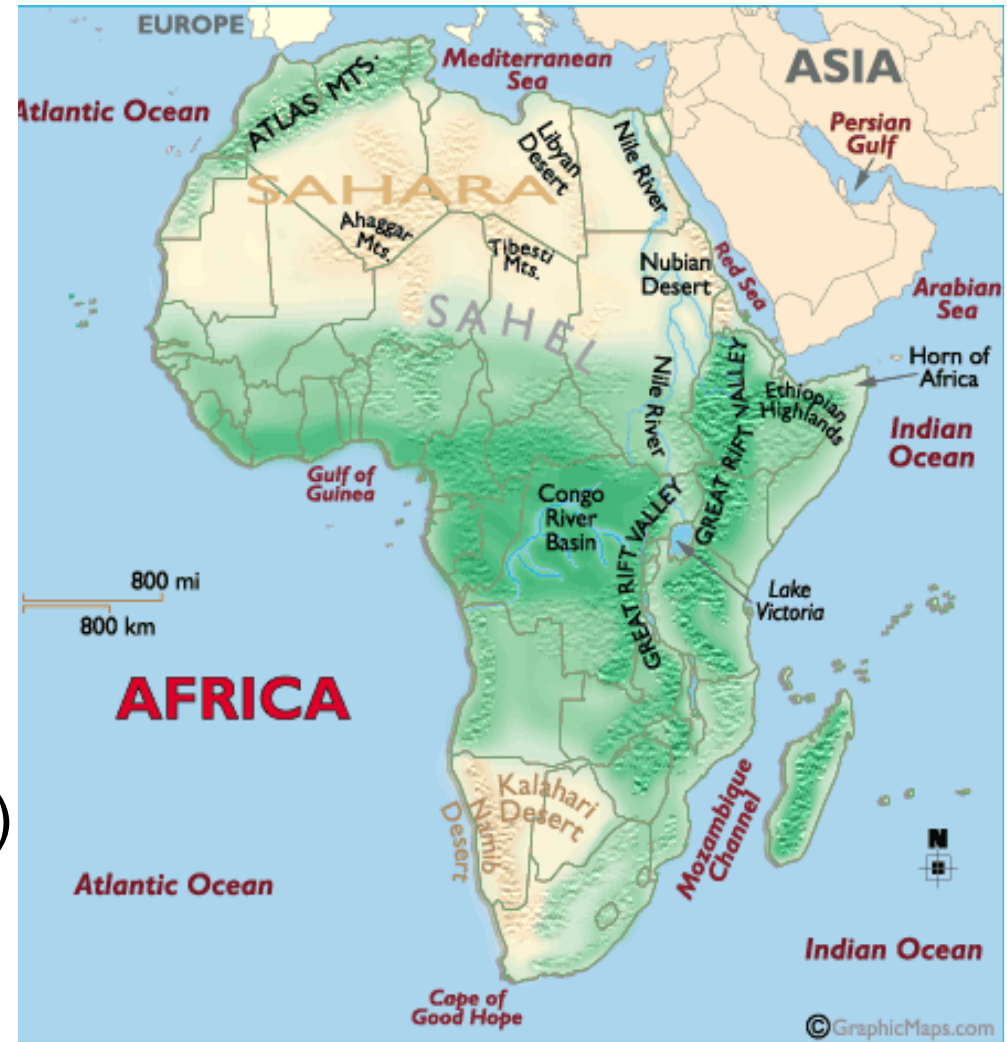 EUROPE
Mediterranean
Sea
ASIA
Atlantic Ocean
ATLAS MTS.
Persian
Gulf
Libyan
Desert
Nile River
SAHARA
Ahaggar
Mts.
Tibesti
Mts.
Nubian
Desert
Red Sea
Arabian
Sea
SAHEL
Horn of
Africa
Nile River
GREAT RIFT VALLEY
Ethiopian
Highlands
Indian
Ocean
Gulf of
Guinea
Congo
River
Basin
GREAT RIFT VALLEY
800 mi
800 km
Lake
Victoria
AFRICA
)
Kalahari
Desert
Namib
Desert
Mozambique
Channel
N
Atlantic Ocean
Indian Ocean
Cape of
Good Hope
©GraphicMaps.com